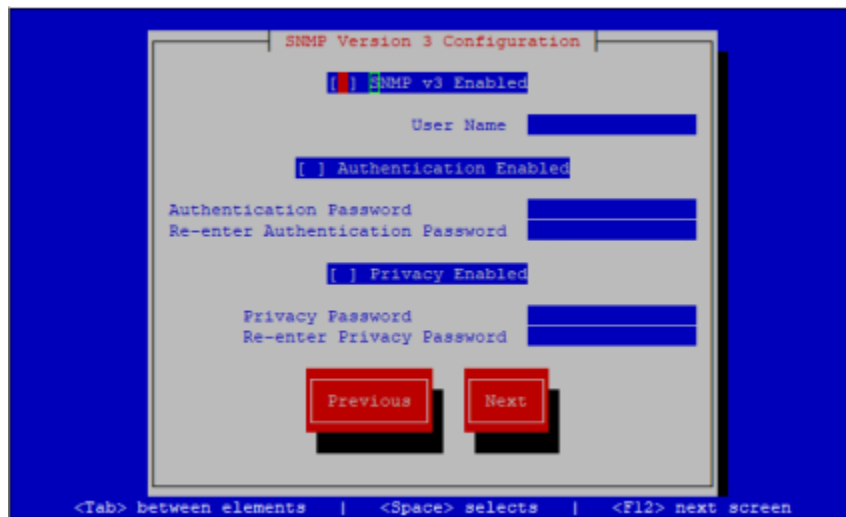 SNMP Version 3 Configuration
[ ] SNMP v3 Enabled
User Name
[ ] Authentication Enabled
Authentication Password
Re-enter Authentication Password
[ ] Privacy Enabled
Privacy Password
Re-enter Privacy Password
Previous Next
<Tab> between elements | <Space> selects | <F12> next screen